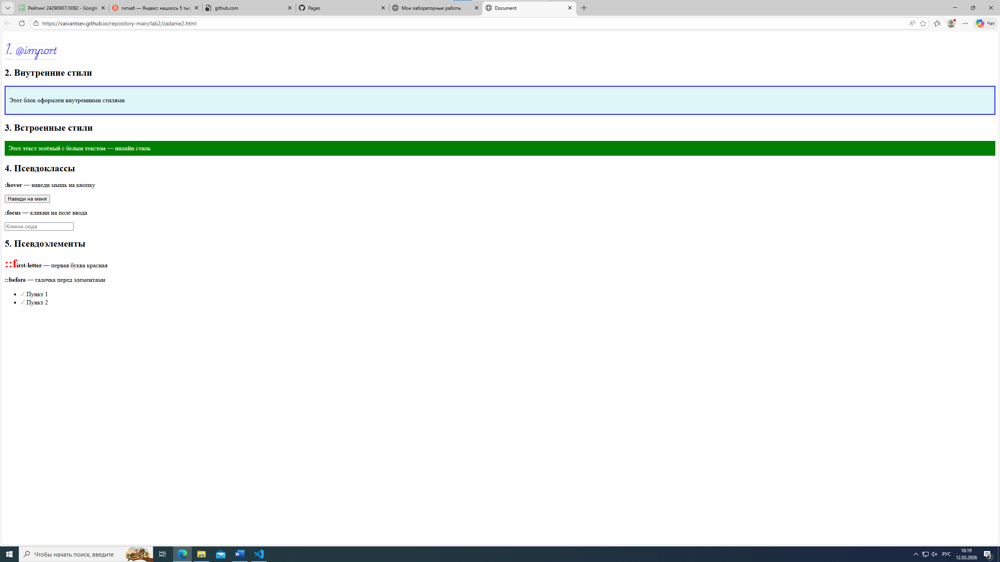 Рейтинг 24290907/3092 - Google
гитхаб — Яндекс: нашлось 5 тыс.
github.com
Pages
Мои лабораторные работы
Document
https://vaivantsev.github.io/repository-main/lab2/zadanie2.html
Чат
1. @import
2. Внутренние стили
Этот блок оформлен внутренними стилями
3. Встроенные стили
Этот текст зелёный с белым текстом — инлайн стиль
4. Псевдоклассы
:hover — наведи мышь на кнопку
Наведи на меня
:focus — кликни на поле ввода
Кликни сюда
5. Псевдоэлементы
::first-letter — первая буква красная
::before — галочка перед элементами
• ✓ Пункт 1
• ✓ Пункт 2
Чтобы начать поиск, введите
РУС
10:19
12.03.2026
2